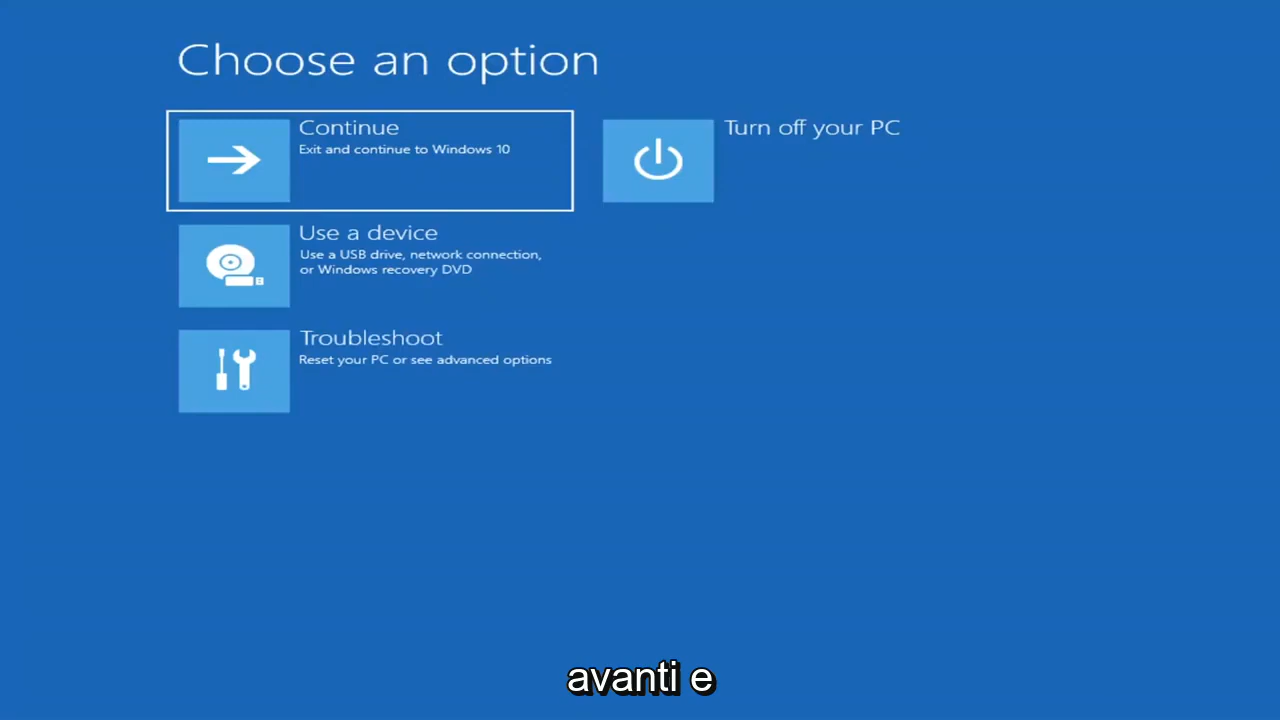 Choose an option
Continue
Exit and continue to Windows 10
Turn off your PC
Use a device
Use a USB drive, network connection,
or Windows recovery DVD
Troubleshoot
Reset your PC or see advanced options
avanti e